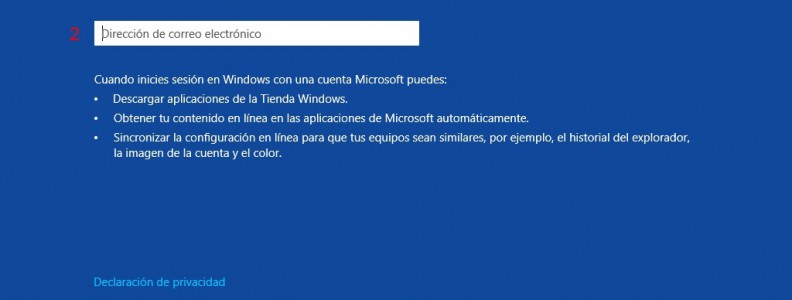 2 Dirección de correo electrónico
Cuando inicies sesión en Windows con una cuenta Microsoft puedes:
• Descargar aplicaciones de la Tienda Windows.
• Obtener tu contenido en línea en las aplicaciones de Microsoft automáticamente.
• Sincronizar la configuración en línea para que tus equipos sean similares, por ejemplo, el historial del explorador,
la imagen de la cuenta y el color.
Declaración de privacidad